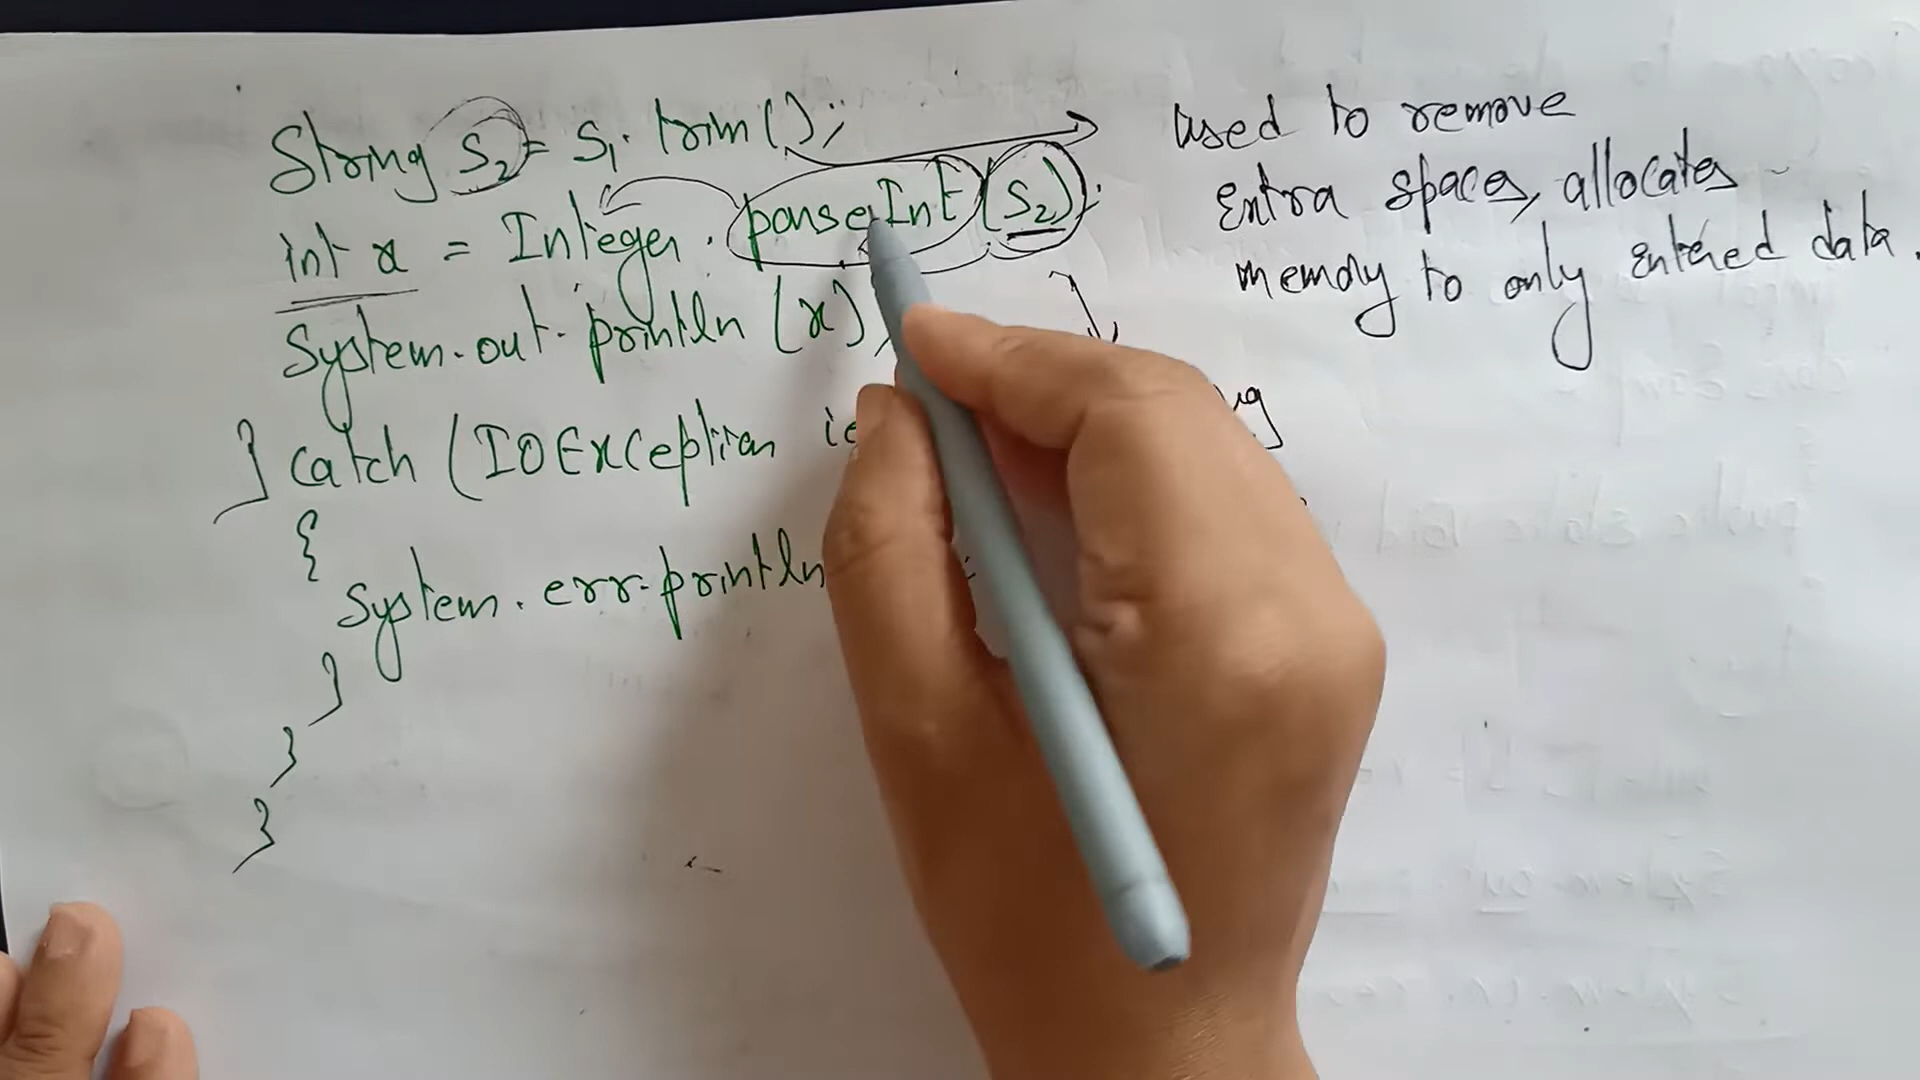 String S2 = S1. trim();
int x = Integer. parseInt (S2);
System.out.println (x)
} catch (IOException
{
System.err.println
}
}
}
used to remove
extra spaces, allocates
memory to only entered data.